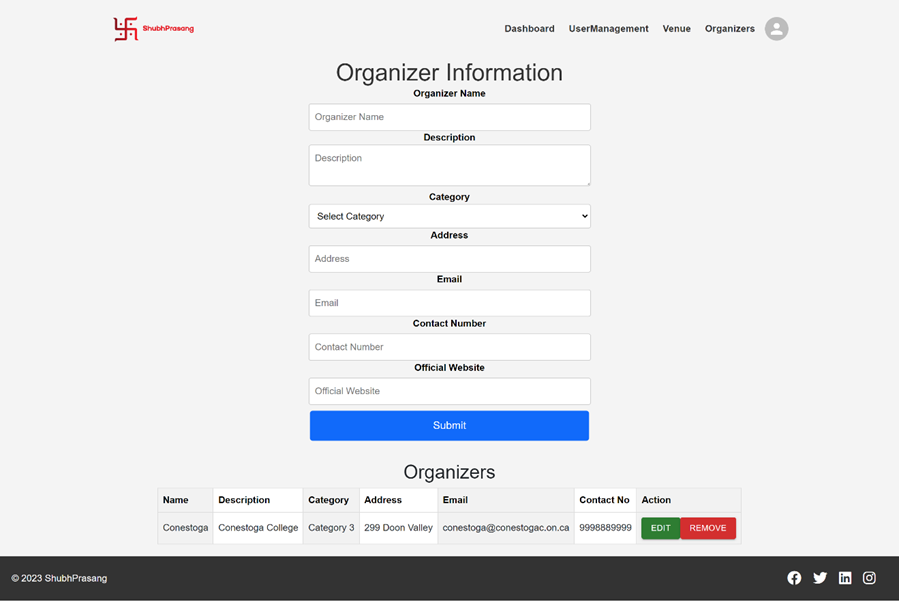 ShubhPrasang
Dashboard UserManagement Venue Organizers
Organizer Information
Organizer Name
Organizer Name
Description
Description
Category
Select Category
Address
Address
Email
Email
Contact Number
Contact Number
Official Website
Official Website
Submit
Organizers
Name Description Category Address Email Contact No Action
Conestoga Conestoga College Category 3 299 Doon Valley conestoga@conestogac.on.ca 9998889999 EDIT REMOVE
© 2023 ShubhPrasang